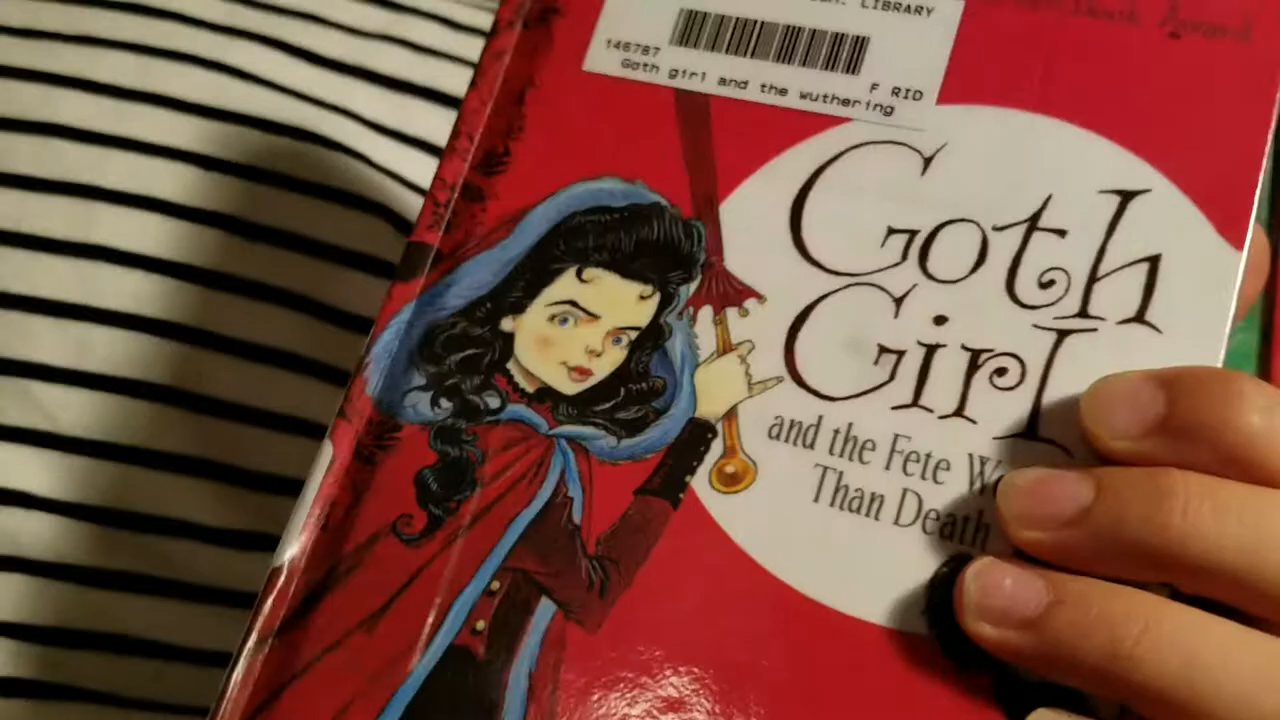 LIBRARY
146787
F RID
Goth girl and the wuthering
Goth
Girl
and the Fete
Than Death